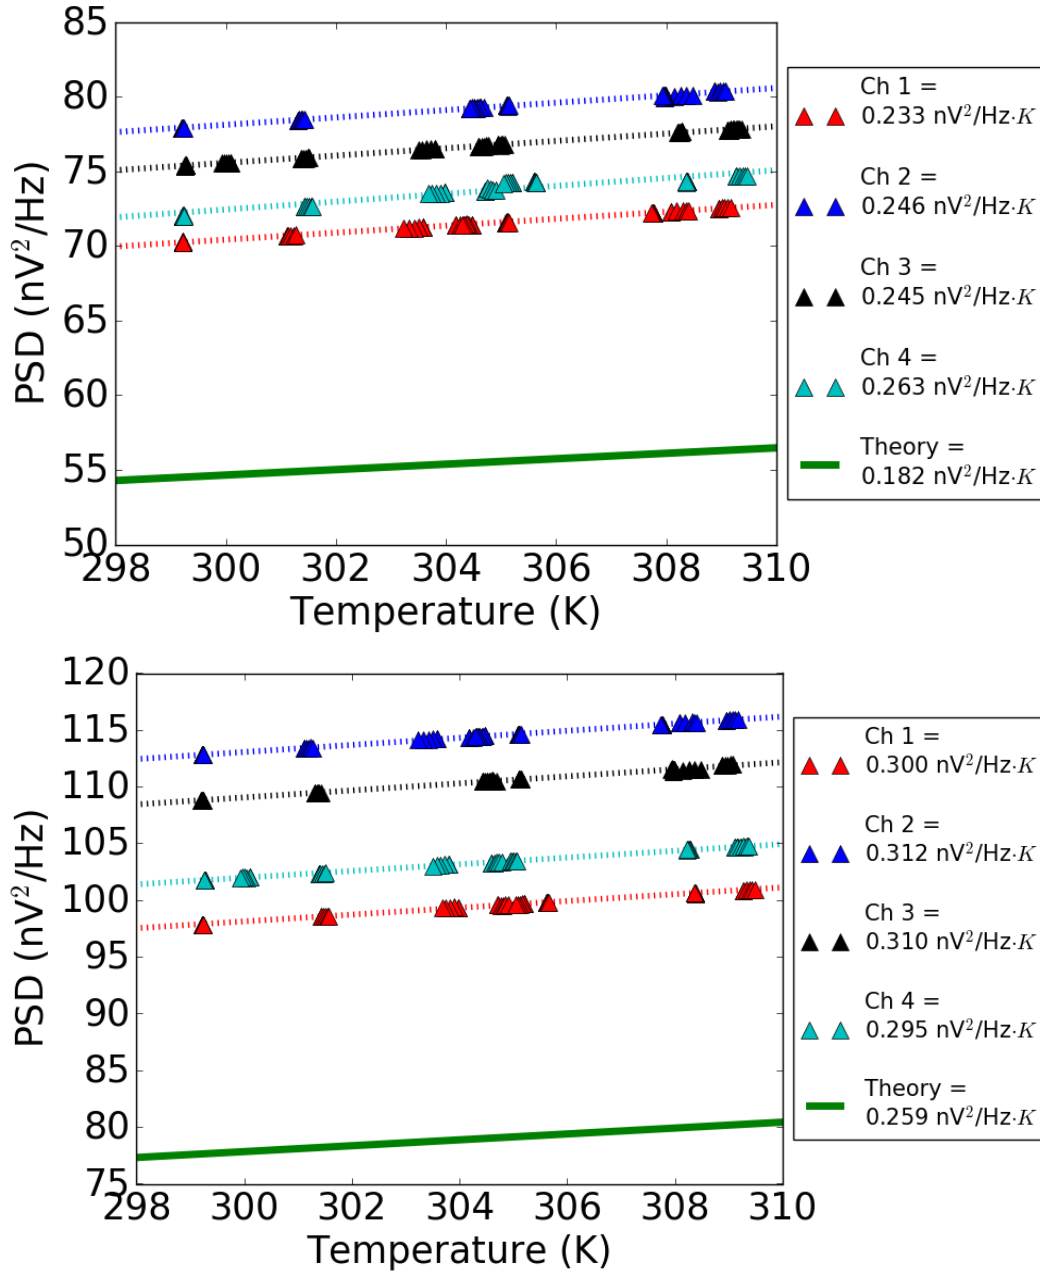 85
80
75
70
65
60
55
50
PSD (nV²/Hz)
298 300 302 304 306 308 310
Temperature (K)
Ch 1 =
0.233 nV²/Hz·K
Ch 2 =
0.246 nV²/Hz·K
Ch 3 =
0.245 nV²/Hz·K
Ch 4 =
0.263 nV²/Hz·K
Theory =
0.182 nV²/Hz·K
120
115
110
105
100
95
90
85
80
75
PSD (nV²/Hz)
298 300 302 304 306 308 310
Temperature (K)
Ch 1 =
0.300 nV²/Hz·K
Ch 2 =
0.312 nV²/Hz·K
Ch 3 =
0.310 nV²/Hz·K
Ch 4 =
0.295 nV²/Hz·K
Theory =
0.259 nV²/Hz·K